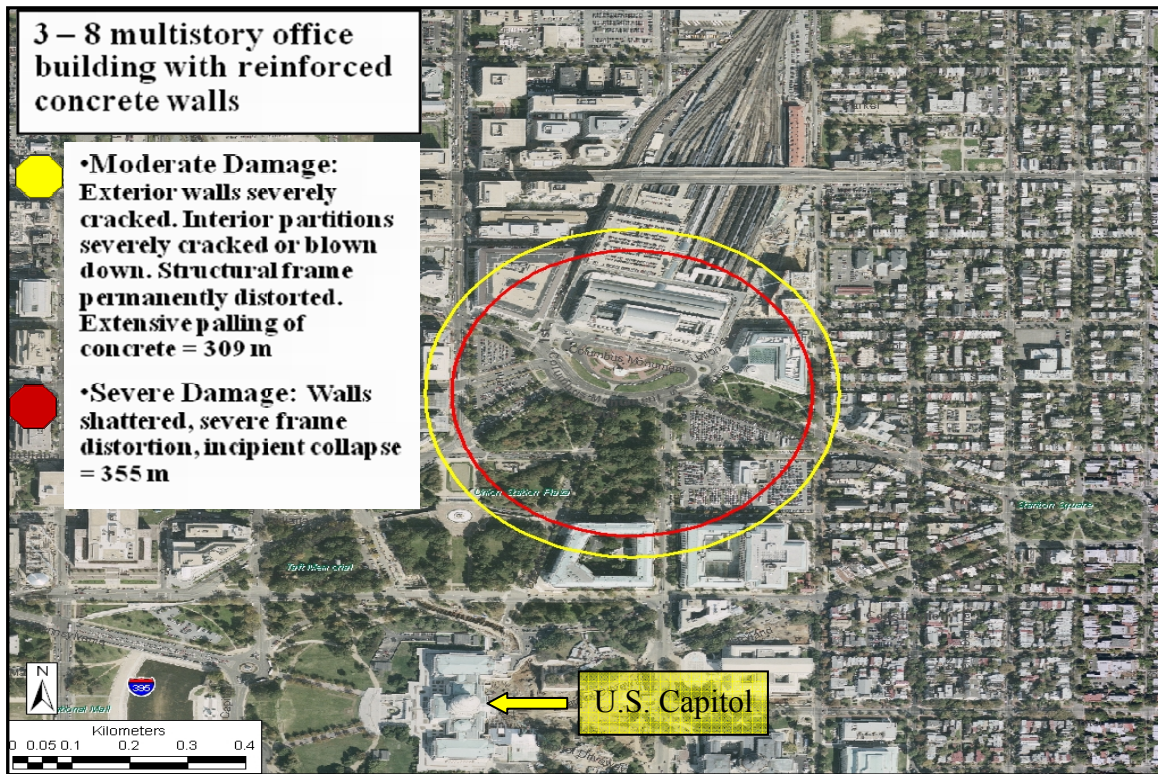 3 – 8 multistory office
building with reinforced
concrete walls
•Moderate Damage:
Exterior walls severely
cracked. Interior partitions
severely cracked or blown
down. Structural frame
permanently distorted.
Extensive palling of
concrete = 309 m
•Severe Damage: Walls
shattered, severe frame
distortion, incipient collapse
= 355 m
Columbus Monument
Union Station Plaza
Stanton Square
Taft Memorial
U.S. Capitol
N
395
Kilometers
0 0.05 0.1 0.2 0.3 0.4